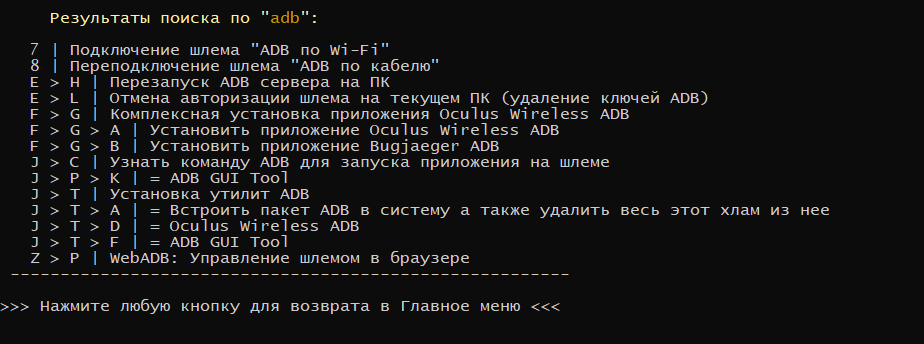 Результаты поиска по "adb":
7 | Подключение шлема "ADB по Wi-Fi"
8 | Переподключение шлема "ADB по кабелю"
E > H | Перезапуск ADB сервера на ПК
E > L | Отмена авторизации шлема на текущем ПК (удаление ключей ADB)
F > G | Комплексная установка приложения Oculus Wireless ADB
F > G > A | Установить приложение Oculus Wireless ADB
F > G > B | Установить приложение Bugjaeger ADB
J > C | Узнать команду ADB для запуска приложения на шлеме
J > P > K | = ADB GUI Tool
J > T | Установка утилит ADB
J > T > A | = Встроить пакет ADB в систему а также удалить весь этот хлам из нее
J > T > D | = Oculus Wireless ADB
J > T > F | = ADB GUI Tool
Z > P | WebADB: Управление шлемом в браузере
--------------------------------------------------------
>>> Нажмите любую кнопку для возврата в Главное меню <<<